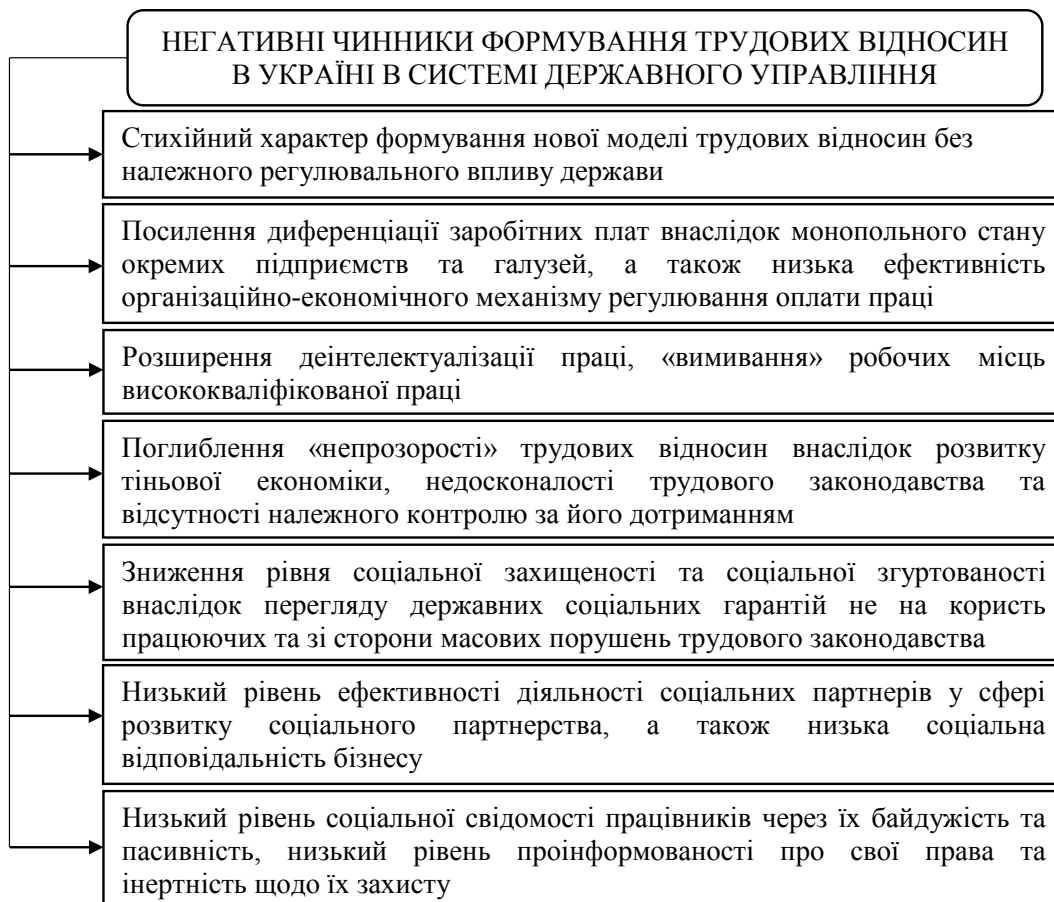 НЕГАТИВНІ ЧИННИКИ ФОРМУВАННЯ ТРУДОВИХ ВІДНОСИН
В УКРАЇНІ В СИСТЕМІ ДЕРЖАВНОГО УПРАВЛІННЯ
Стихійний характер формування нової моделі трудових відносин без
належного регулювального впливу держави
Посилення диференціації заробітних плат внаслідок монопольного стану
окремих підприємств та галузей, а також низька ефективність
організаційно-економічного механізму регулювання оплати праці
Розширення деінтелектуалізації праці, «вимивання» робочих місць
висококваліфікованої праці
Поглиблення «непрозорості» трудових відносин внаслідок розвитку
тіньової економіки, недосконалості трудового законодавства та
відсутності належного контролю за його дотриманням
Зниження рівня соціальної захищеності та соціальної згуртованості
внаслідок перегляду державних соціальних гарантій не на користь
працюючих та зі сторони масових порушень трудового законодавства
Низький рівень ефективності діяльності соціальних партнерів у сфері
розвитку соціального партнерства, а також низька соціальна
відповідальність бізнесу
Низький рівень соціальної свідомості працівників через їх байдужість та
пасивність, низький рівень проінформованості про свої права та
інертність щодо їх захисту